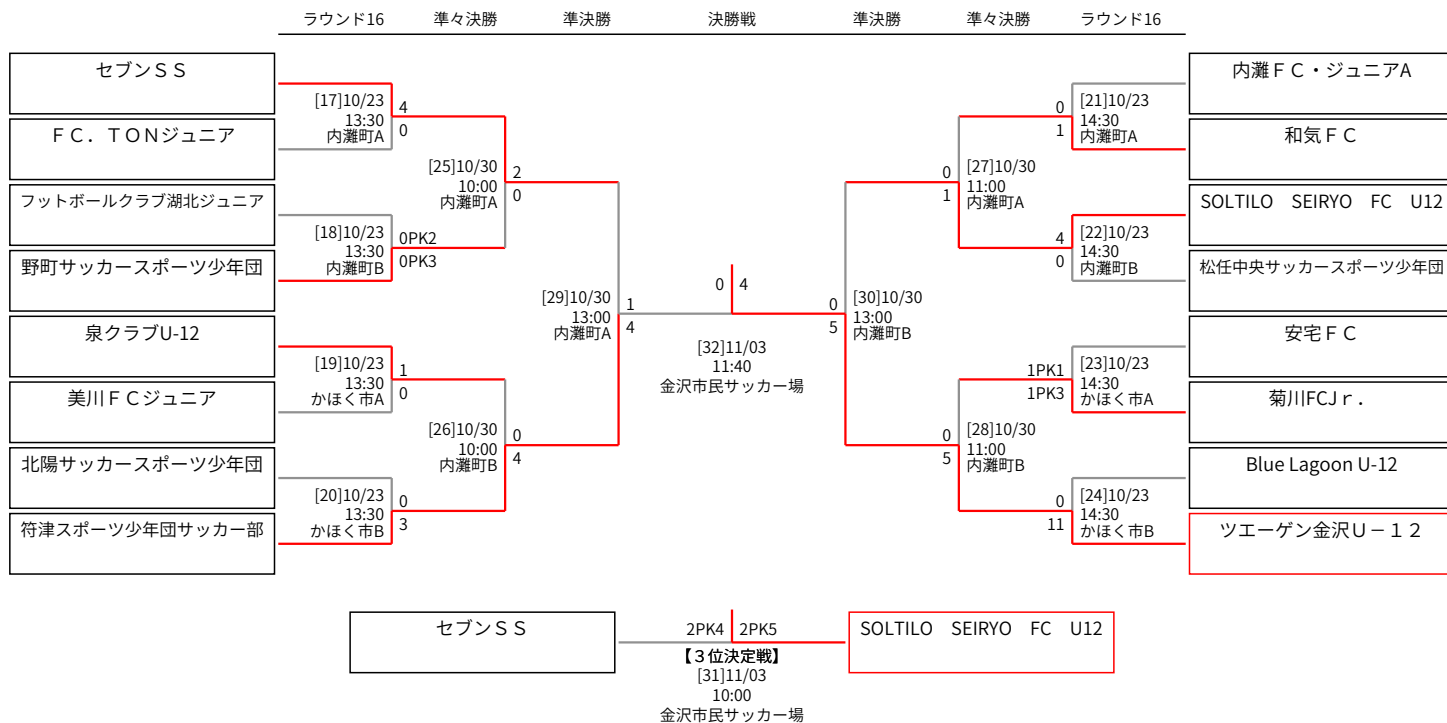 ラウンド16 準々決勝 準決勝 決勝戦 準決勝 準々決勝 ラウンド16
セブンＳＳ
ＦＣ．ＴＯＮジュニア
フットボールクラブ湖北ジュニア
野町サッカースポーツ少年団
泉クラブU-12
美川ＦＣジュニア
北陽サッカースポーツ少年団
符津スポーツ少年団サッカー部
[17]10/23
13:30
内灘町A
4
0
[18]10/23
13:30
内灘町B
0PK2
0PK3
[19]10/23
13:30
かほく市A
1
0
[20]10/23
13:30
かほく市B
0
3
[25]10/30
10:00
内灘町A
2
0
[26]10/30
10:00
内灘町B
0
4
[29]10/30
13:00
内灘町A
1
4
0 4
[32]11/03
11:40
金沢市民サッカー場
0
5
[30]10/30
13:00
内灘町B
0
1
[27]10/30
11:00
内灘町A
0
5
[28]10/30
11:00
内灘町B
0
1
[21]10/23
14:30
内灘町A
4
0
[22]10/23
14:30
内灘町B
1PK1
1PK3
[23]10/23
14:30
かほく市A
0
11
[24]10/23
14:30
かほく市B
内灘ＦＣ・ジュニアA
和気ＦＣ
SOLTILO　SEIRYO　FC　U12
松任中央サッカースポーツ少年団
安宅ＦＣ
菊川FCJｒ．
Blue Lagoon U-12
ツエーゲン金沢Ｕ－１２
セブンＳＳ
2PK4 2PK5
SOLTILO　SEIRYO　FC　U12
【３位決定戦】
[31]11/03
10:00
金沢市民サッカー場